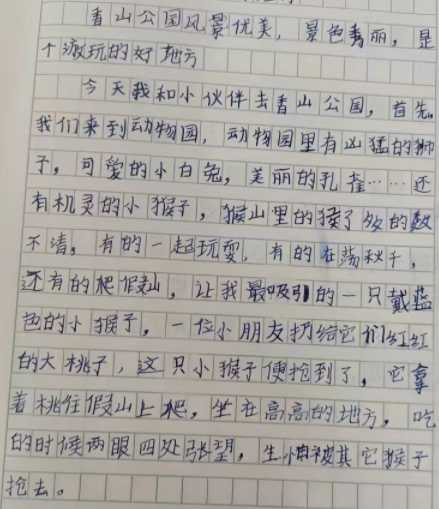 香山公园风景优美，景色秀丽，是
个游玩的好地方
今天我和小伙伴去香山公园，首先
我们来到动物园，动物园里有凶猛的狮
子，可爱的小白兔，美丽的孔雀……还
有机灵的小猴子，猴山里的猴子多的数
不清，有的一起玩耍，有的在荡秋千，
还有的爬假山，让我最吸引的一只戴蓝
色的小猴子，一位小朋友扔给它们红红
的大桃子，这只小猴子便抢到了，它拿
着桃往假山上爬，坐在高高的地方，吃
的时候两眼四处张望，生怕被其它猴子
抢去。